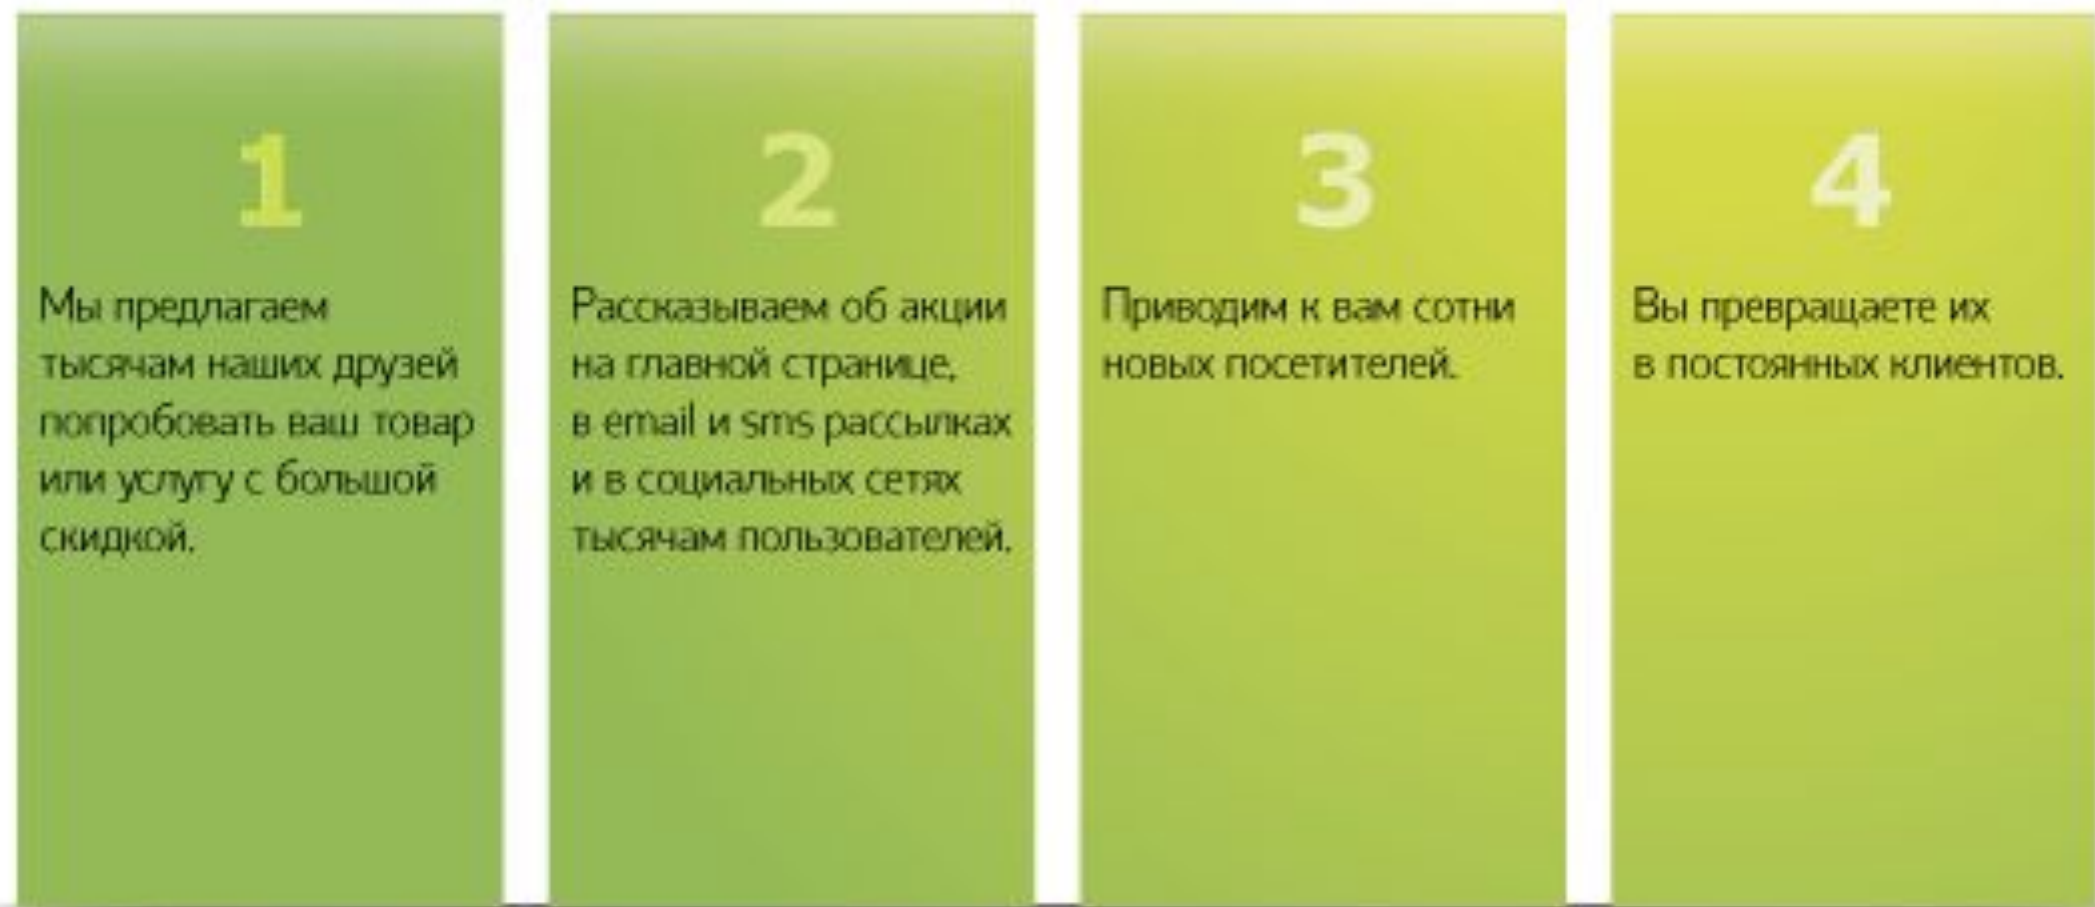 1
Мы предлагаем
тысячам наших друзей
попробовать ваш товар
или услугу с большой
скидкой.
2
Рассказываем об акции
на главной странице,
в email и sms рассылках
и в социальных сетях
тысячам пользователей.
3
Приводим к вам сотни
новых посетителей.
4
Вы превращаете их
в постоянных клиентов.